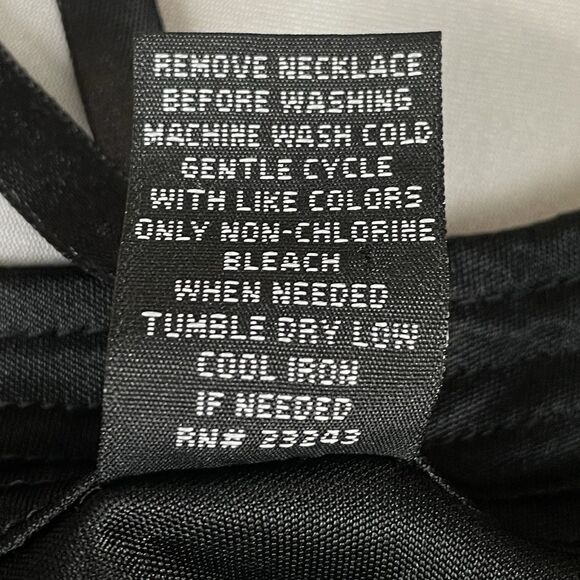 REMOVE NECKLACE
BEFORE WASHING
MACHINE WASH COLD
GENTLE CYCLE
WITH LIKE COLORS
ONLY NON-CHLORINE
BLEACH
WHEN NEEDED
TUMBLE DRY LOW
COOL IRON
IF NEEDED
RN# 23243